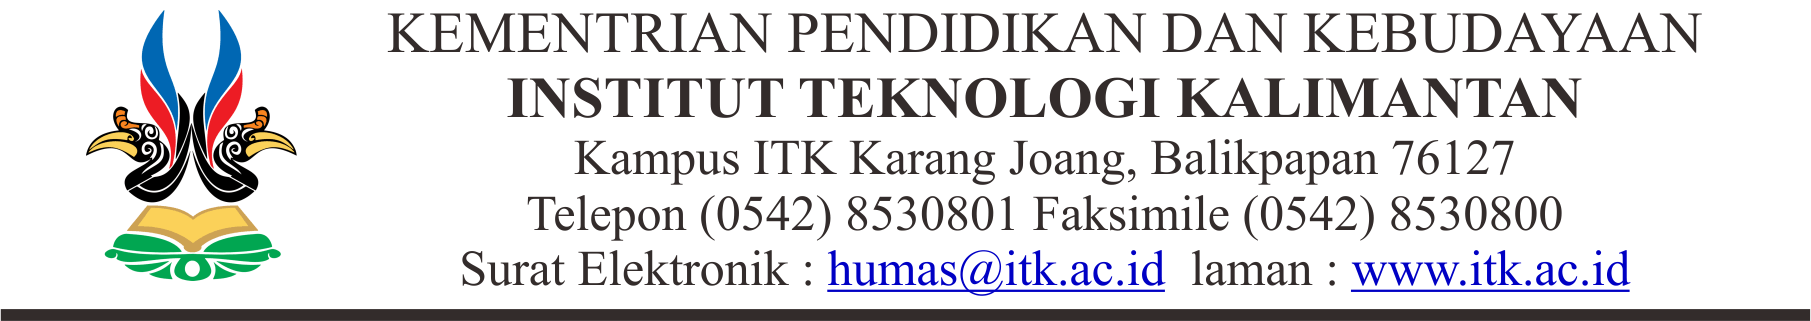 KEMENTRIAN PENDIDIKAN DAN KEBUDAYAAN
INSTITUT TEKNOLOGI KALIMANTAN
Kampus ITK Karang Joang, Balikpapan 76127
Telepon (0542) 8530801 Faksimile (0542) 8530800
Surat Elektronik : humas@itk.ac.id laman : www.itk.ac.id